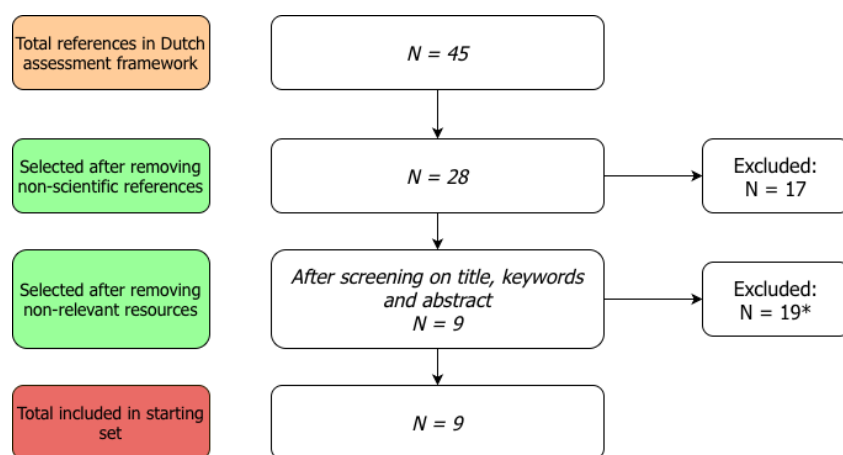 Total references in Dutch
assessment framework
N = 45
Selected after removing
non-scientific references
N = 28
Excluded:
N = 17
Selected after removing
non-relevant resources
After screening on title, keywords
and abstract
N = 9
Excluded:
N = 19*
Total included in starting
set
N = 9